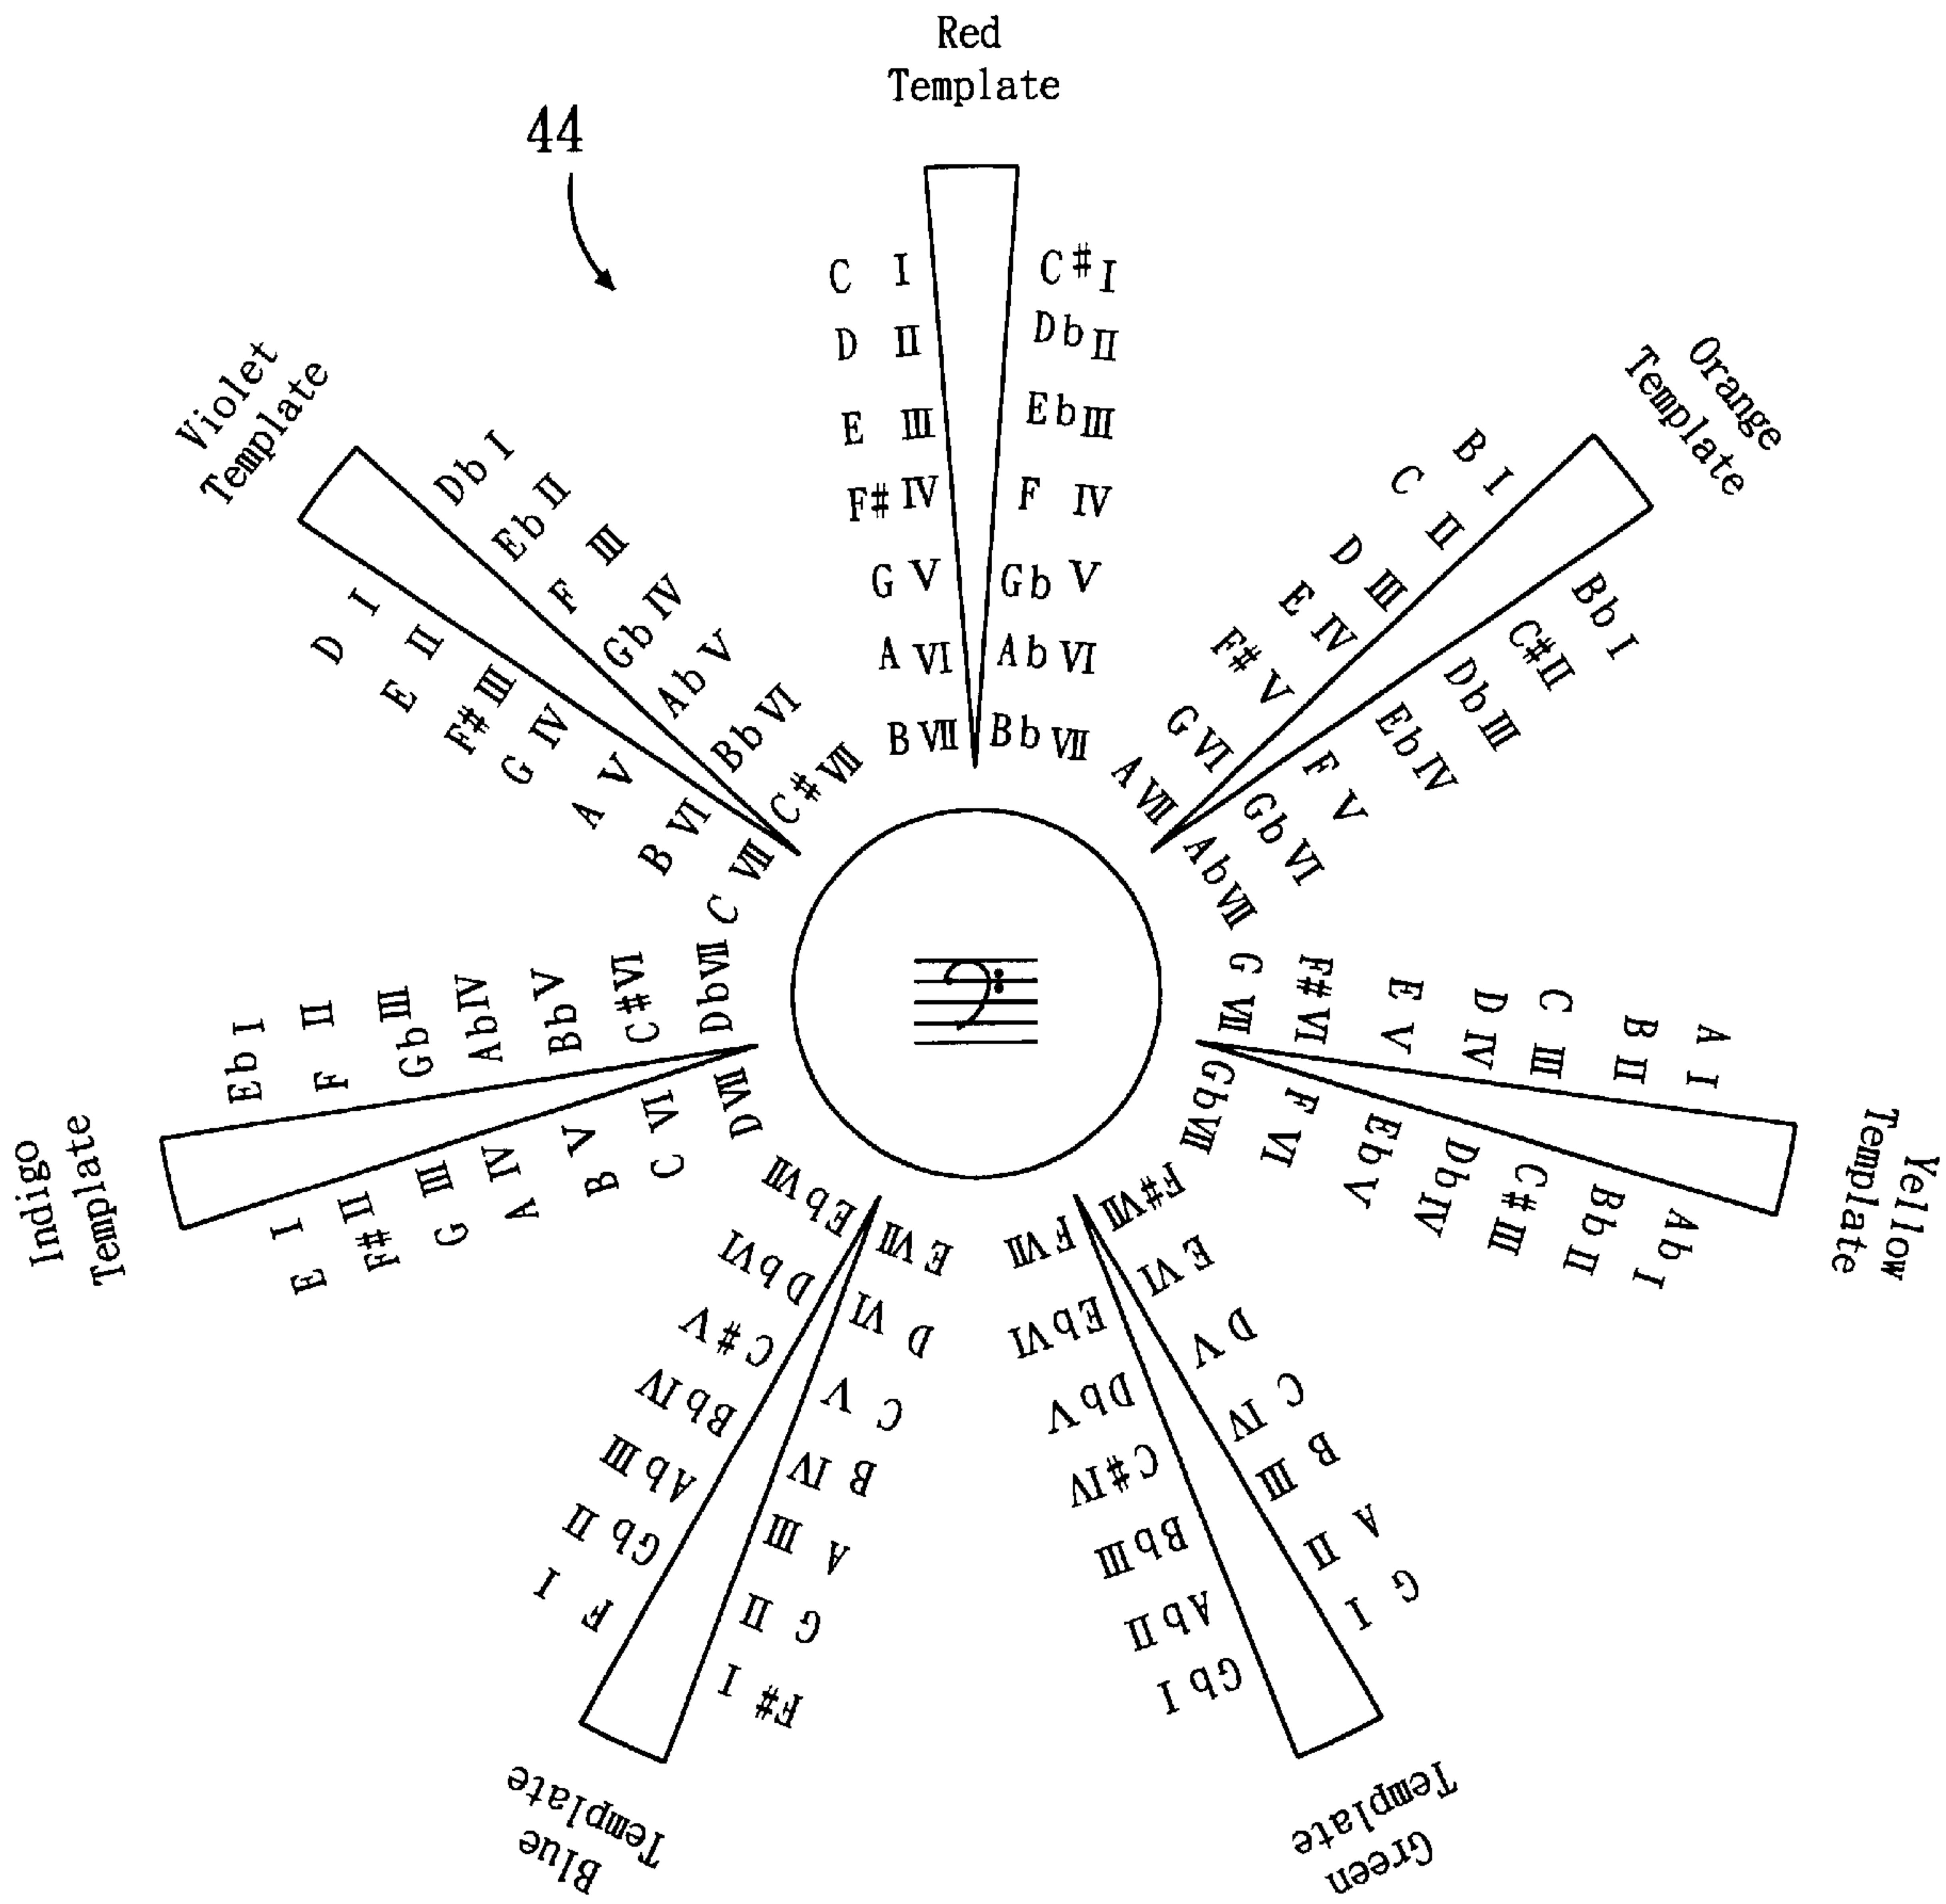 Red
Template
44
C I
D II
E III
F# IV
G V
A VI
B VII
C# I
Db II
Eb III
F IV
Gb V
Ab VI
Bb VII
Orange
Template
B I
C II
D III
E IV
F# V
G VI
A VII
Bb I
C# II
Db III
Eb IV
F V
Gb VI
Ab VII
Yellow
Template
A I
B II
C III
D IV
E V
F# VI
G VII
Ab I
Bb II
C# III
Db IV
Eb V
F VI
Gb VII
Green
Template
G I
A II
B III
C IV
D V
E VI
F# VII
Gb I
Ab II
Bb III
C# IV
Db V
Eb VI
F VII
Blue
Template
F# I
G II
A III
B IV
C V
D VI
E VII
F I
Gb II
Ab III
Bb IV
C# V
Db VI
Eb VII
Indigo
Template
E I
F# II
G III
A IV
B V
C VI
D VII
Eb I
F II
Gb III
Ab IV
Bb V
C# VI
Db VII
Violet
Template
D I
E II
F# III
G IV
A V
B VI
C VII
Db I
Eb II
F III
Gb IV
Ab V
Bb VI
C# VII